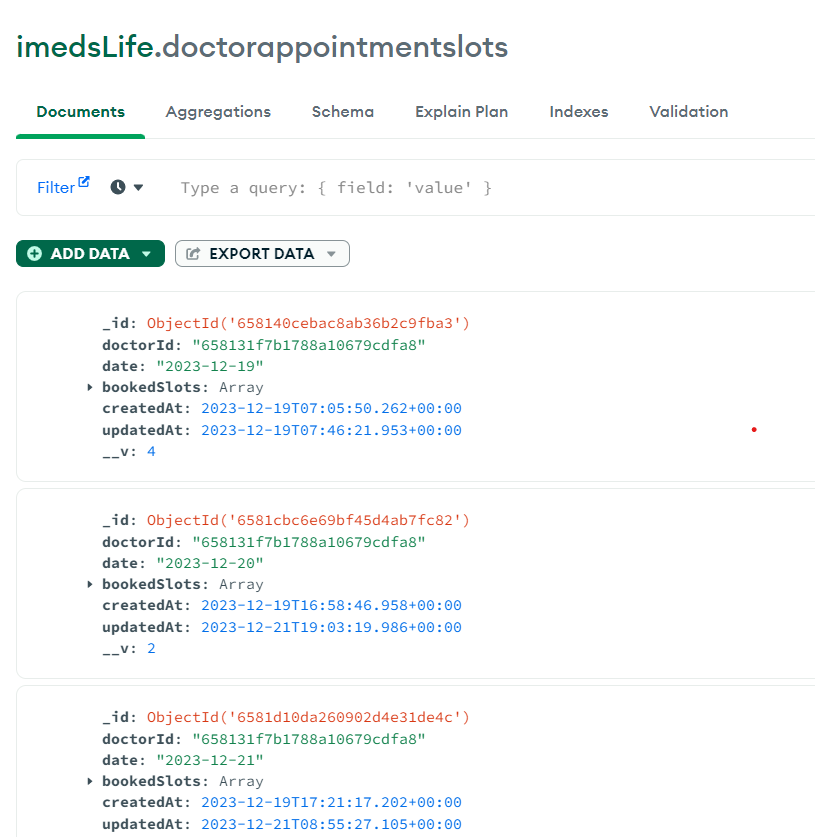 imedsLife.doctorappointmentslots
Documents Aggregations Schema Explain Plan Indexes Validation
Filter Type a query: { field: 'value' }
ADD DATA EXPORT DATA
_id: ObjectId('658140cebac8ab36b2c9fba3')
doctorId: "658131f7b1788a10679cdfa8"
date: "2023-12-19"
bookedSlots: Array
createdAt: 2023-12-19T07:05:50.262+00:00
updatedAt: 2023-12-19T07:46:21.953+00:00
__v: 4
_id: ObjectId('6581cbc6e69bf45d4ab7fc82')
doctorId: "658131f7b1788a10679cdfa8"
date: "2023-12-20"
bookedSlots: Array
createdAt: 2023-12-19T16:58:46.958+00:00
updatedAt: 2023-12-21T19:03:19.986+00:00
__v: 2
_id: ObjectId('6581d10da260902d4e31de4c')
doctorId: "658131f7b1788a10679cdfa8"
date: "2023-12-21"
bookedSlots: Array
createdAt: 2023-12-19T17:21:17.202+00:00
updatedAt: 2023-12-21T08:55:27.105+00:00